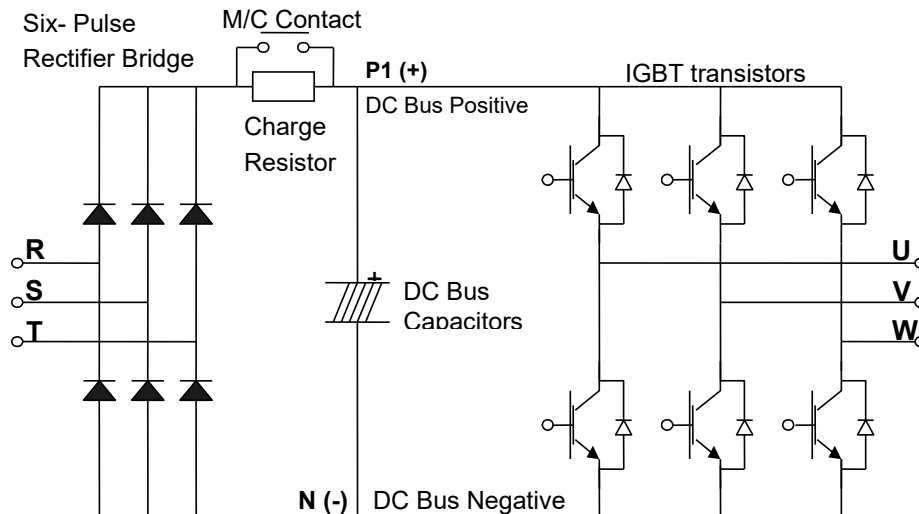 Six- Pulse
Rectifier Bridge
M/C Contact
P1 (+)
IGBT transistors
DC Bus Positive
Charge
Resistor
R
S
T
+
DC Bus
Capacitors
U
V
W
N (-)
DC Bus Negative